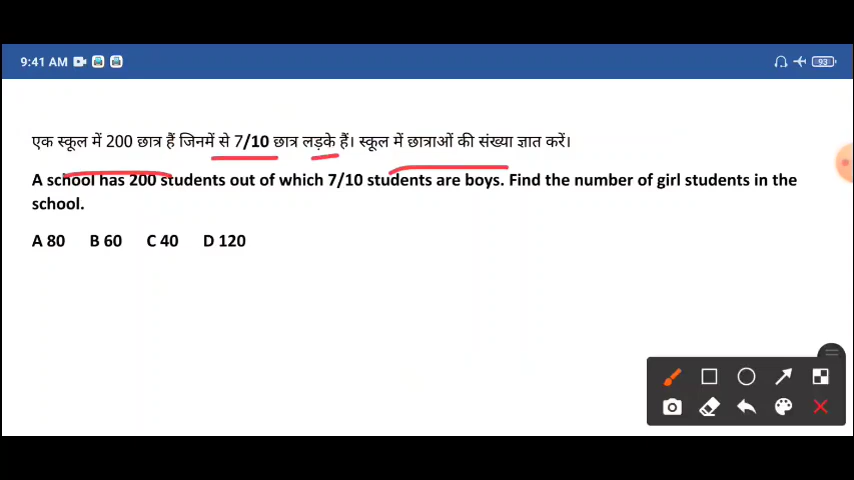 9:41 AM 93
एक स्कूल में 200 छात्र हैं जिनमें से 7/10 छात्र लड़के हैं। स्कूल में छात्राओं की संख्या ज्ञात करें।
A school has 200 students out of which 7/10 students are boys. Find the number of girl students in the
school.
A 80 B 60 C 40 D 120